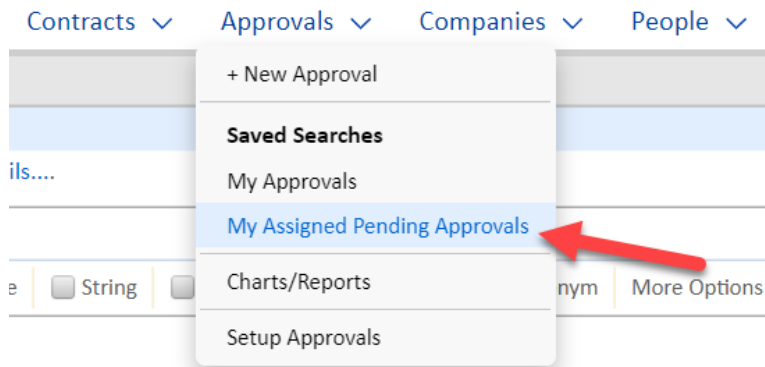 Contracts Approvals Companies People
+ New Approval
Saved Searches
ils....
My Approvals
My Assigned Pending Approvals
e String nym More Options
Charts/Reports
Setup Approvals